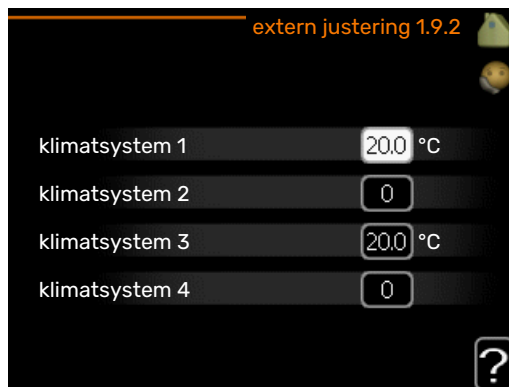 extern justering 1.9.2
klimatsystem 1 20.0 °C
klimatsystem 2 0
klimatsystem 3 20.0 °C
klimatsystem 4 0
?